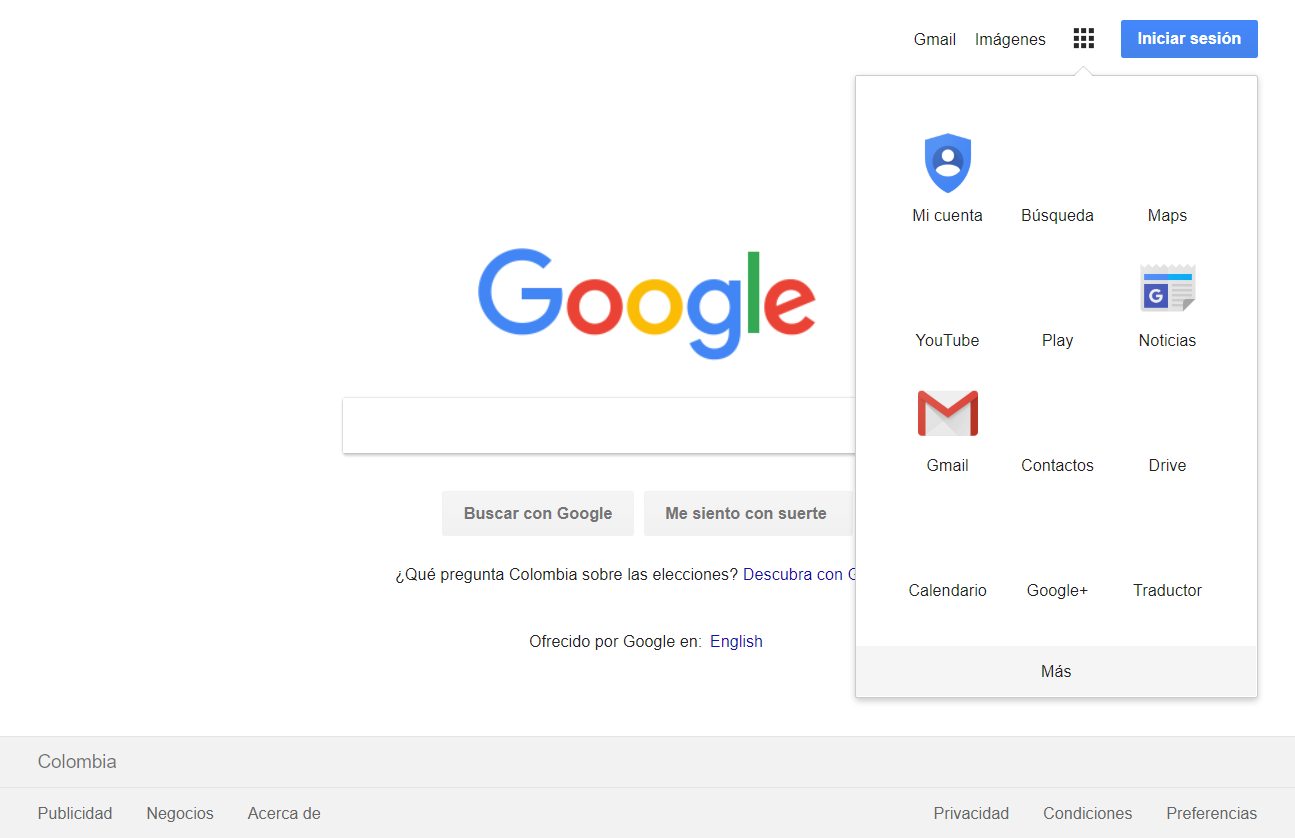 Gmail Imágenes Iniciar sesión
Mi cuenta Búsqueda Maps
Google
G
YouTube Play Noticias
Gmail Contactos Drive
Buscar con Google Me siento con suerte
¿Qué pregunta Colombia sobre las elecciones? Descubra con
Calendario Google+ Traductor
Ofrecido por Google en: English
Más
Colombia
Publicidad Negocios Acerca de Privacidad Condiciones Preferencias